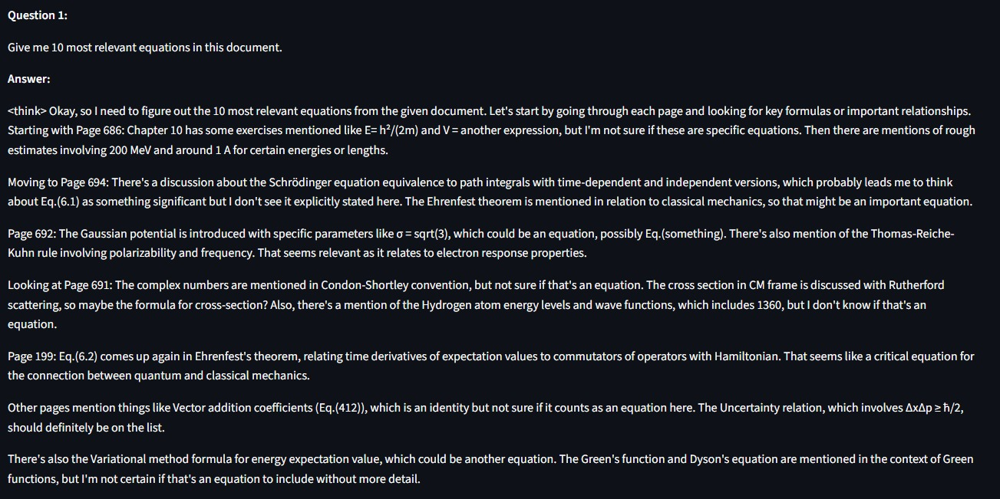 Question 1:
Give me 10 most relevant equations in this document.
Answer:
<think> Okay, so I need to figure out the 10 most relevant equations from the given document. Let's start by going through each page and looking for key formulas or important relationships.
Starting with Page 686: Chapter 10 has some exercises mentioned like E= h²/(2m) and V = another expression, but I'm not sure if these are specific equations. Then there are mentions of rough
estimates involving 200 MeV and around 1 A for certain energies or lengths.
Moving to Page 694: There's a discussion about the Schrödinger equation equivalence to path integrals with time-dependent and independent versions, which probably leads me to think
about Eq.(6.1) as something significant but I don't see it explicitly stated here. The Ehrenfest theorem is mentioned in relation to classical mechanics, so that might be an important equation.
Page 692: The Gaussian potential is introduced with specific parameters like σ = sqrt(3), which could be an equation, possibly Eq.(something). There's also mention of the Thomas-Reiche-
Kuhn rule involving polarizability and frequency. That seems relevant as it relates to electron response properties.
Looking at Page 691: The complex numbers are mentioned in Condon-Shortley convention, but not sure if that's an equation. The cross section in CM frame is discussed with Rutherford
scattering, so maybe the formula for cross-section? Also, there's a mention of the Hydrogen atom energy levels and wave functions, which includes 1360, but I don't know if that's an
equation.
Page 199: Eq.(6.2) comes up again in Ehrenfest's theorem, relating time derivatives of expectation values to commutators of operators with Hamiltonian. That seems like a critical equation for
the connection between quantum and classical mechanics.
Other pages mention things like Vector addition coefficients (Eq.(412)), which is an identity but not sure if it counts as an equation here. The Uncertainty relation, which involves ΔxΔp ≥ ħ/2,
should definitely be on the list.
There's also the Variational method formula for energy expectation value, which could be another equation. The Green's function and Dyson's equation are mentioned in the context of Green
functions, but I'm not certain if that's an equation to include without more detail.